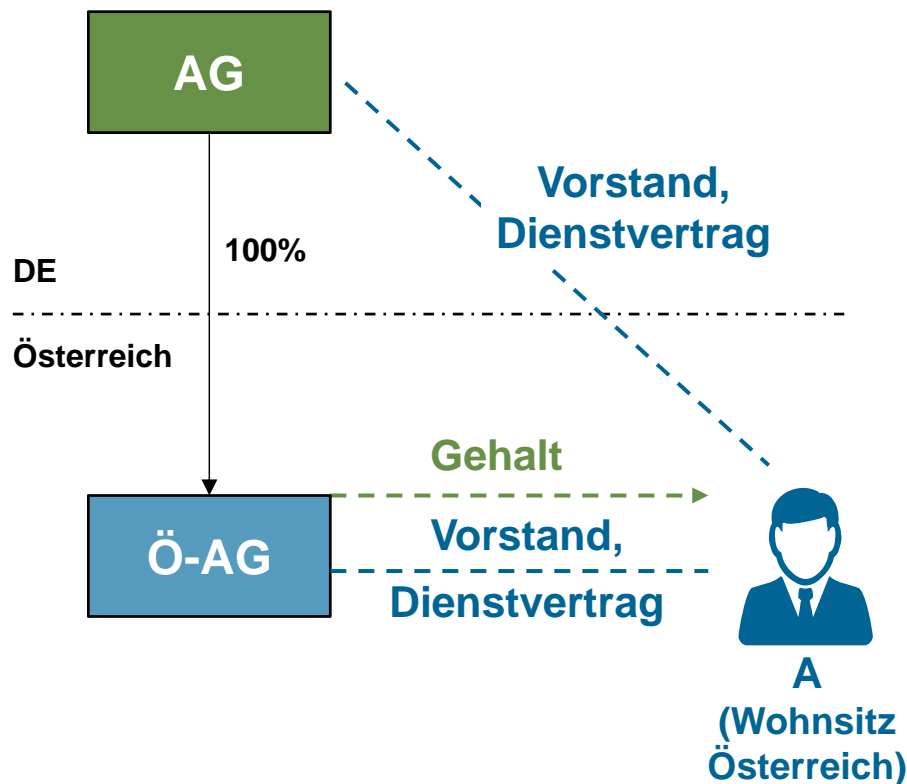 AG
Vorstand,
Dienstvertrag
100%
DE
Österreich
Gehalt
Ö-AG
Vorstand,
Dienstvertrag
A
(Wohnsitz
Österreich)